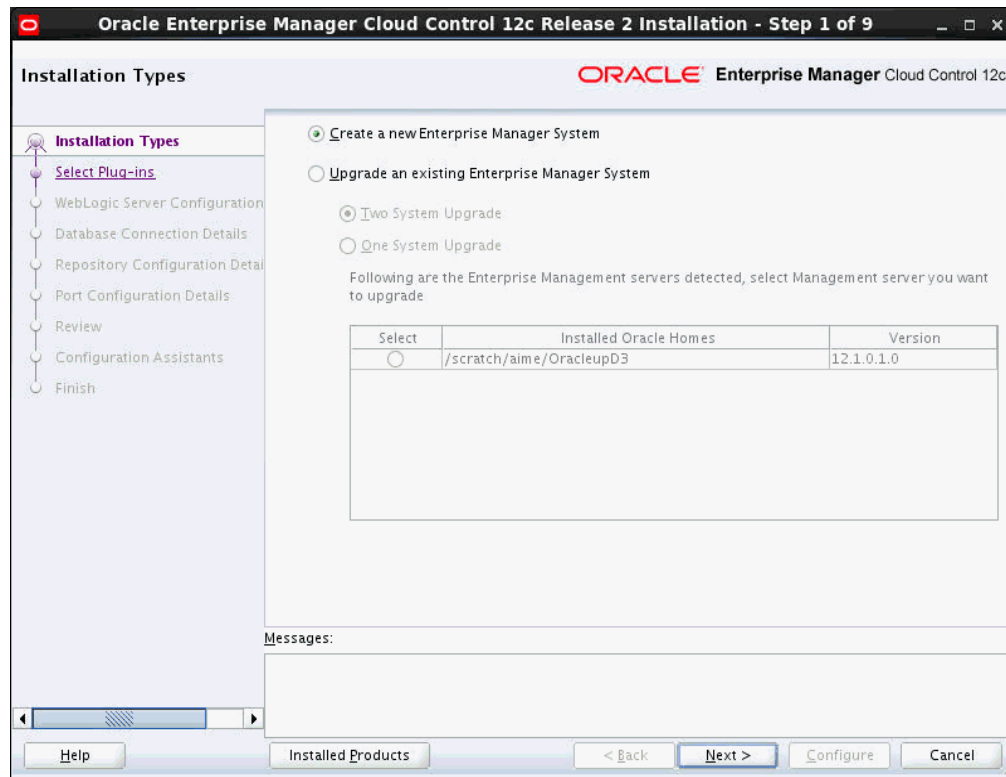 Oracle Enterprise Manager Cloud Control 12c Release 2 Installation - Step 1 of 9
Installation Types
ORACLE Enterprise Manager Cloud Control 12c
Installation Types
Select Plug-ins
WebLogic Server Configuration
Database Connection Details
Repository Configuration Detai
Port Configuration Details
Review
Configuration Assistants
Finish
Create a new Enterprise Manager System
Upgrade an existing Enterprise Manager System
Two System Upgrade
One System Upgrade
Following are the Enterprise Management servers detected, select Management server you want
to upgrade
Select Installed Oracle Homes Version
/scratch/aime/OracleupD3 12.1.0.1.0
Messages:
Help Installed Products < Back Next > Configure Cancel